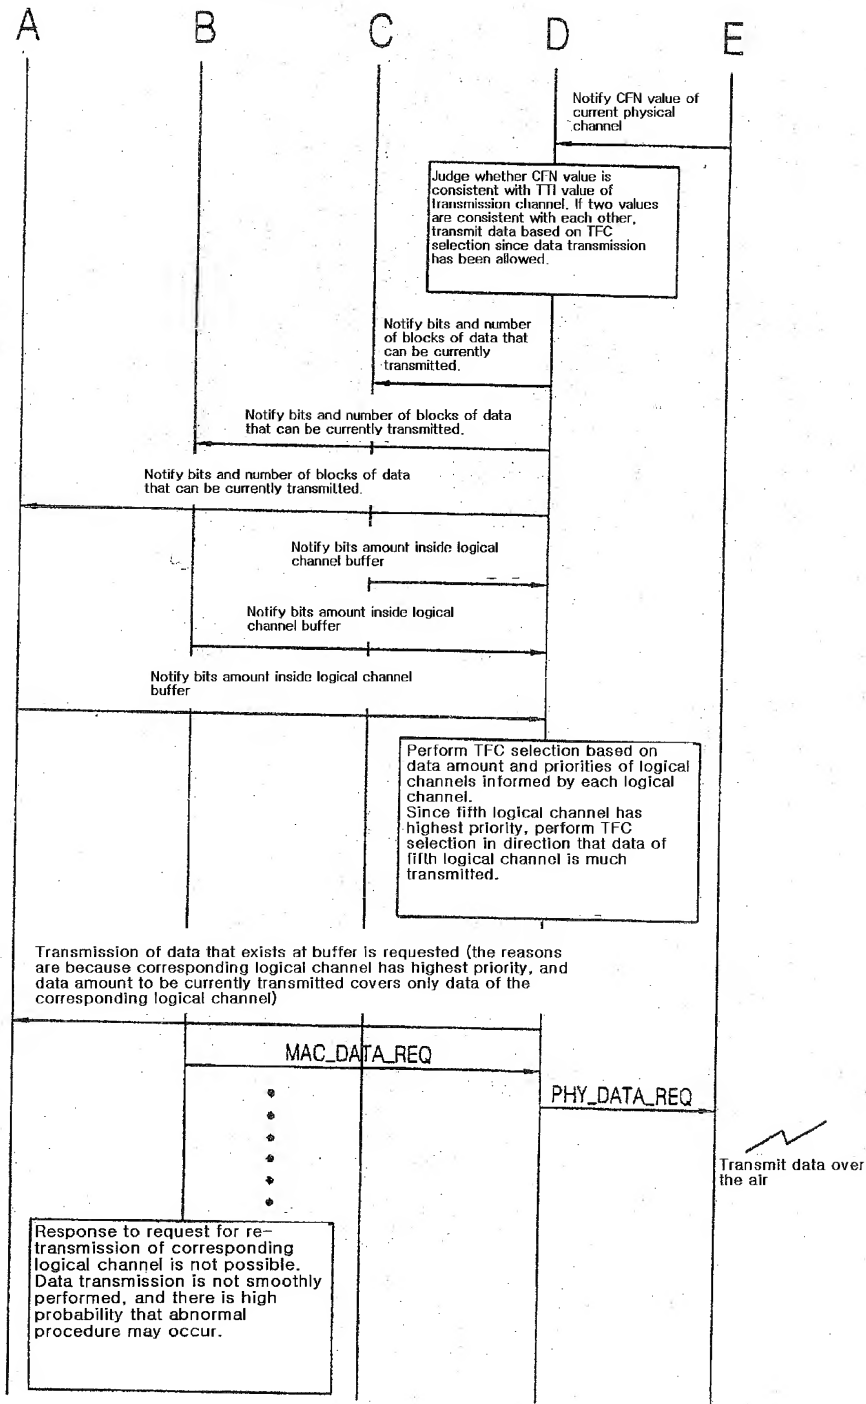 A
B
C
D
E
Notify CFN value of
current physical
channel
Judge whether CFN value is
consistent with TTI value of
transmission channel. If two values
are consistent with each other,
transmit data based on TFC
selection since data transmission
has been allowed.
Notify bits and number
of blocks of data that
can be currently
transmitted.
Notify bits and number of blocks of data
that can be currently transmitted.
Notify bits and number of blocks of data
that can be currently transmitted.
Notify bits amount inside logical
channel buffer
Notify bits amount inside logical
channel buffer
Notify bits amount inside logical channel
buffer
Perform TFC selection based on
data amount and priorities of logical
channels informed by each logical
channel.
Since fifth logical channel has
highest priority, perform TFC
selection in direction that data of
fifth logical channel is much
transmitted.
Transmission of data that exists at buffer is requested (the reasons
are because corresponding logical channel has highest priority, and
data amount to be currently transmitted covers only data of the
corresponding logical channel)
MAC_DATA_REQ
PHY_DATA_REQ
Transmit data over
the air
Response to request for re-
transmission of corresponding
logical channel is not possible.
Data transmission is not smoothly
performed, and there is high
probability that abnormal
procedure may occur.